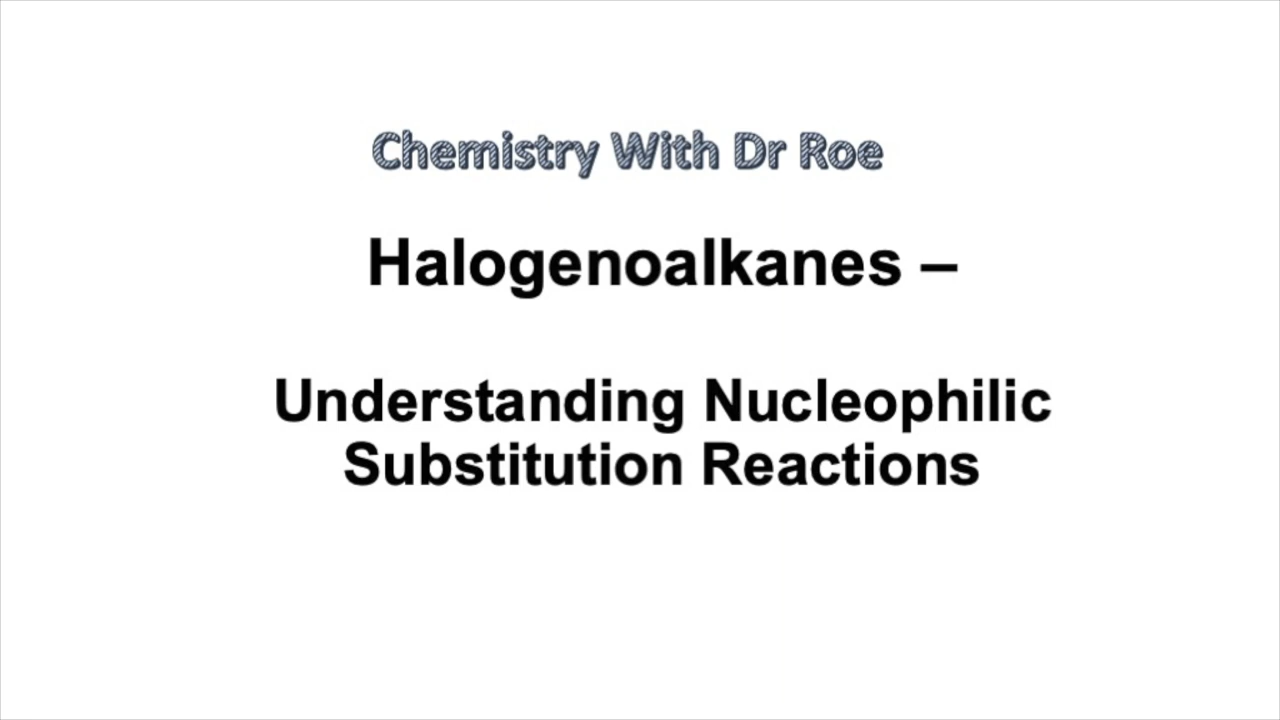 Chemistry With Dr Roe
Halogenoalkanes –
Understanding Nucleophilic
Substitution Reactions